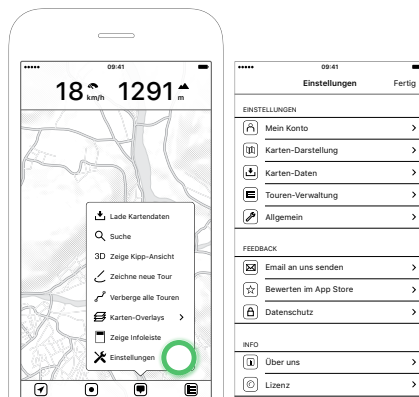 09:41
18 km/h 1291 m
Lade Kartendaten
Suche
3D Zeige Kipp-Ansicht
Zeichne neue Tour
Verberge alle Touren
Karten-Overlays
Zeige Infoleiste
Einstellungen
09:41
Einstellungen Fertig
EINSTELLUNGEN
Mein Konto
Karten-Darstellung
Karten-Daten
Touren-Verwaltung
Allgemein
FEEDBACK
Email an uns senden
Bewerten im App Store
Datenschutz
INFO
Über uns
Lizenz